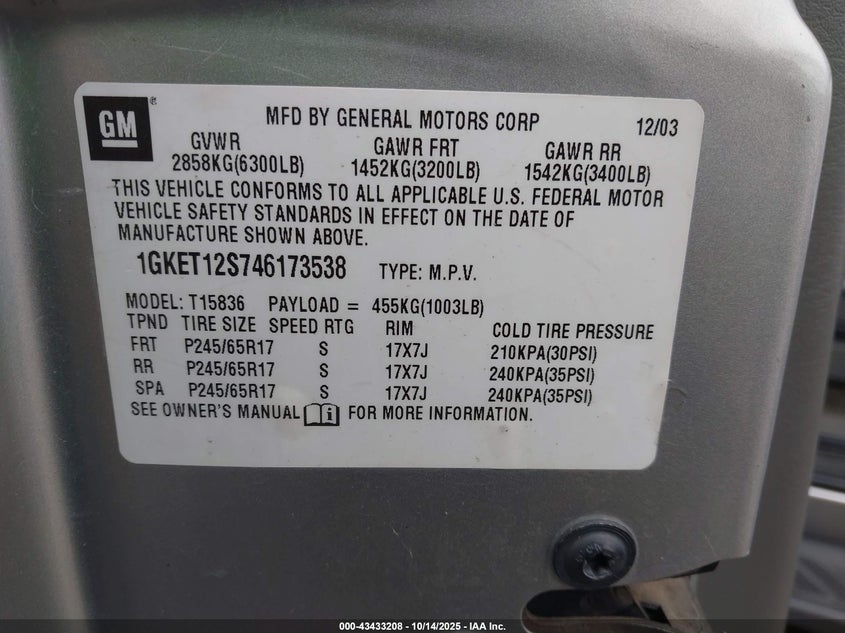 GM ®
MFD BY GENERAL MOTORS CORP 12/03
GVWR GAWR FRT GAWR RR
2858KG(6300LB) 1452KG(3200LB) 1542KG(3400LB)
THIS VEHICLE CONFORMS TO ALL APPLICABLE U.S. FEDERAL MOTOR
VEHICLE SAFETY STANDARDS IN EFFECT ON THE DATE OF
MANUFACTURE SHOWN ABOVE.
1GKET12S746173538 TYPE: M.P.V.
MODEL: T15836 PAYLOAD = 455KG(1003LB)
TPND TIRE SIZE SPEED RTG RIM COLD TIRE PRESSURE
FRT P245/65R17 S 17X7J 210KPA(30PSI)
RR P245/65R17 S 17X7J 240KPA(35PSI)
SPA P245/65R17 S 17X7J 240KPA(35PSI)
SEE OWNER'S MANUAL i FOR MORE INFORMATION.
000-43433208 - 10/14/2025 - IAA Inc.